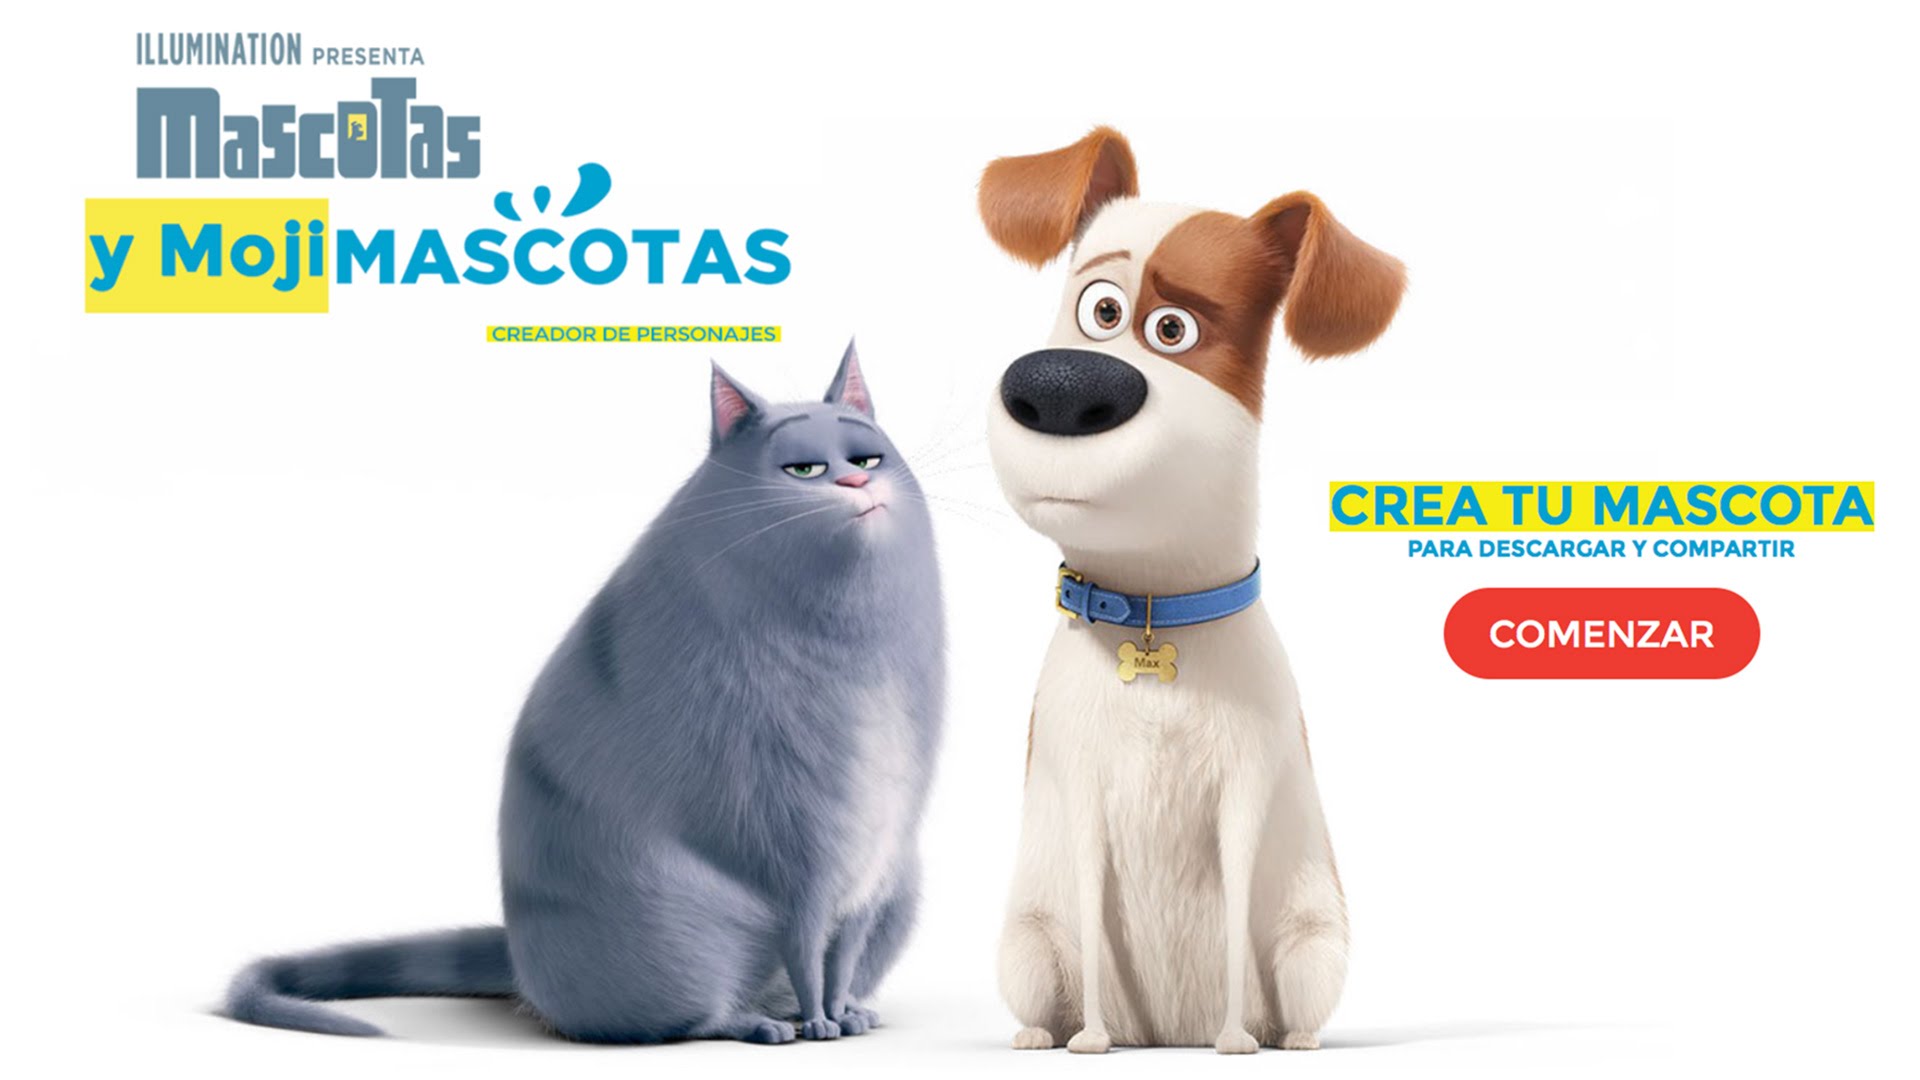 ILLUMINATION PRESENTA
Mascotas
y MojiMASCOTAS
CREADOR DE PERSONAJES
CREA TU MASCOTA
PARA DESCARGAR Y COMPARTIR
COMENZAR
Max